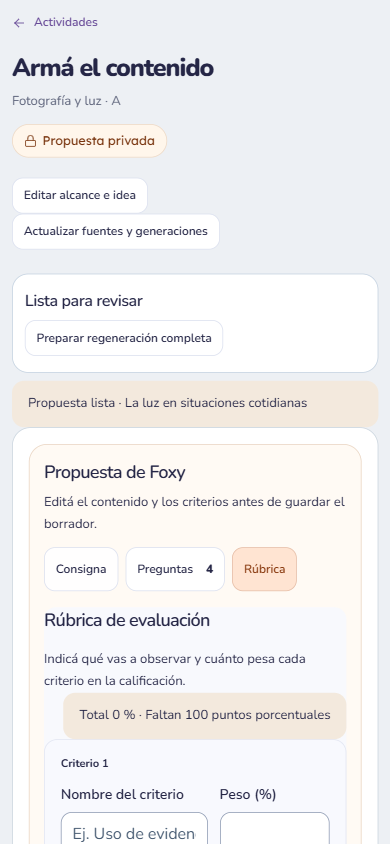 Actividades
Armá el contenido
Fotografía y luz · A
Propuesta privada
Editar alcance e idea
Actualizar fuentes y generaciones
Lista para revisar
Preparar regeneración completa
Propuesta lista · La luz en situaciones cotidianas
Propuesta de Foxy
Editá el contenido y los criterios antes de guardar el
borrador.
Consigna
Preguntas 4
Rúbrica
Rúbrica de evaluación
Indicá qué vas a observar y cuánto pesa cada
criterio en la calificación.
Total 0 % · Faltan 100 puntos porcentuales
Criterio 1
Nombre del criterio
Peso (%)
Ej. Uso de eviden